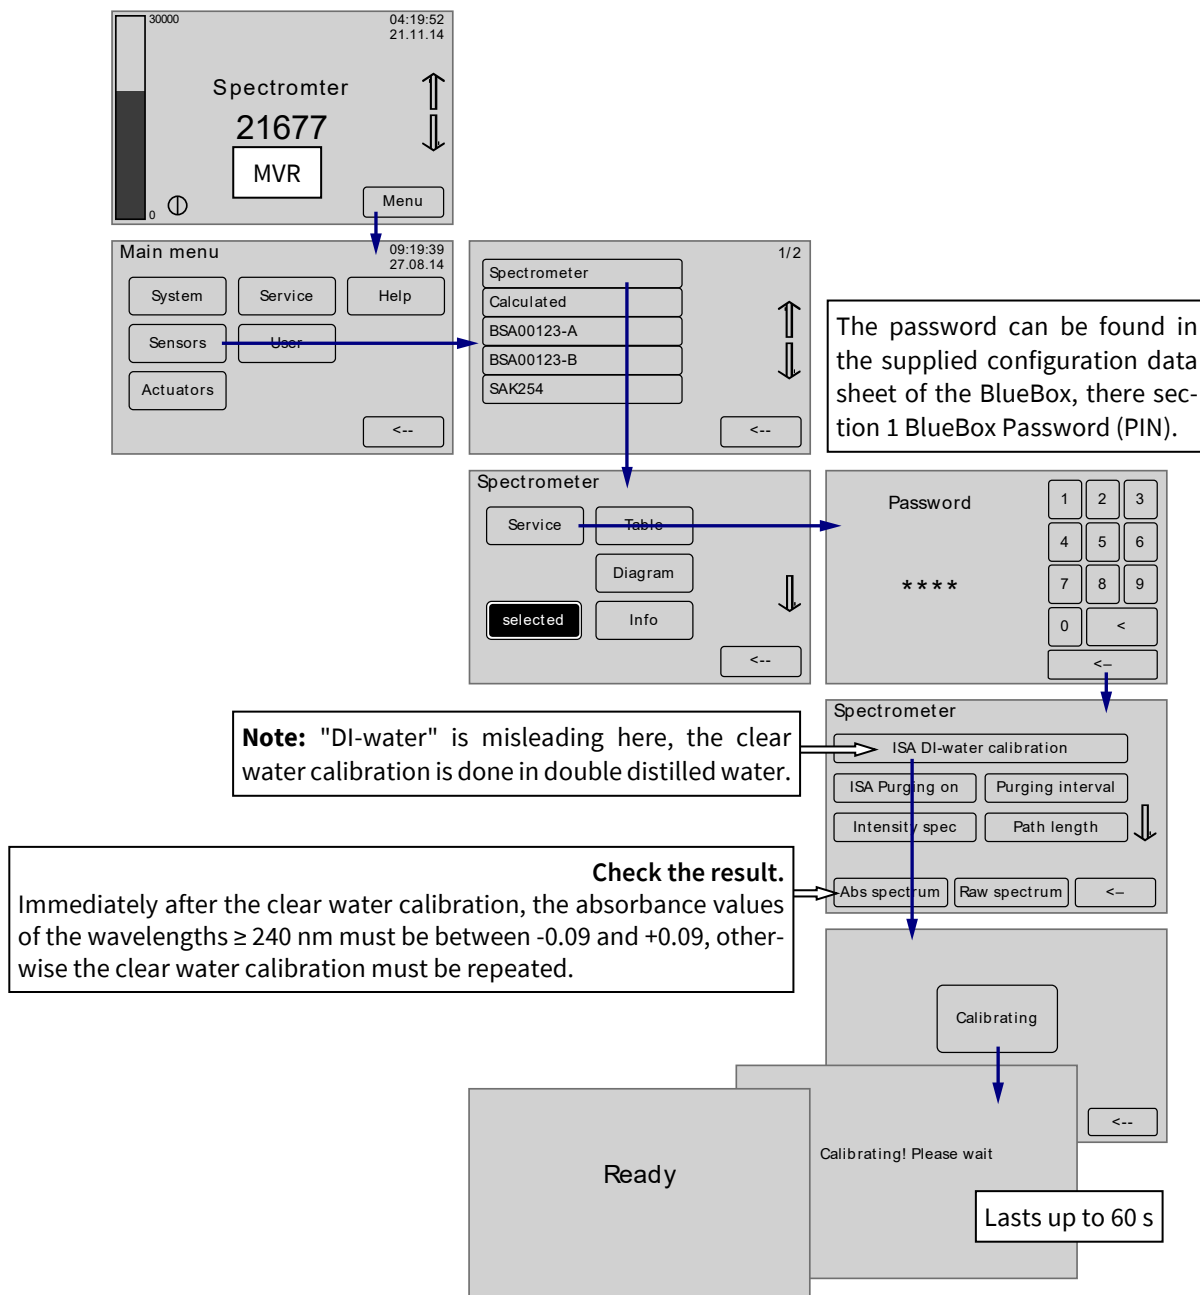 30000
04:19:52
21.11.14
Spectromter
21677
MVR
0
Menu
Main menu
09:19:39
27.08.14
System
Service
Help
Sensors
User
Actuators
<--
1/2
Spectrometer
Calculated
BSA00123-A
BSA00123-B
SAK254
<--
The password can be found in
the supplied configuration data
sheet of the BlueBox, there sec-
tion 1 BlueBox Password (PIN).
Spectrometer
Service
Table
Diagram
selected
Info
<--
Password
****
1 2 3
4 5 6
7 8 9
0 <
<–
Note: "DI-water" is misleading here, the clear
water calibration is done in double distilled water.
Spectrometer
ISA DI-water calibration
ISA Purging on
Purging interval
Intensity spec
Path length
Abs spectrum
Raw spectrum
<–
Check the result.
Immediately after the clear water calibration, the absorbance values
of the wavelengths ≥ 240 nm must be between -0.09 and +0.09, other-
wise the clear water calibration must be repeated.
Calibrating
<--
Calibrating! Please wait
Lasts up to 60 s
Ready